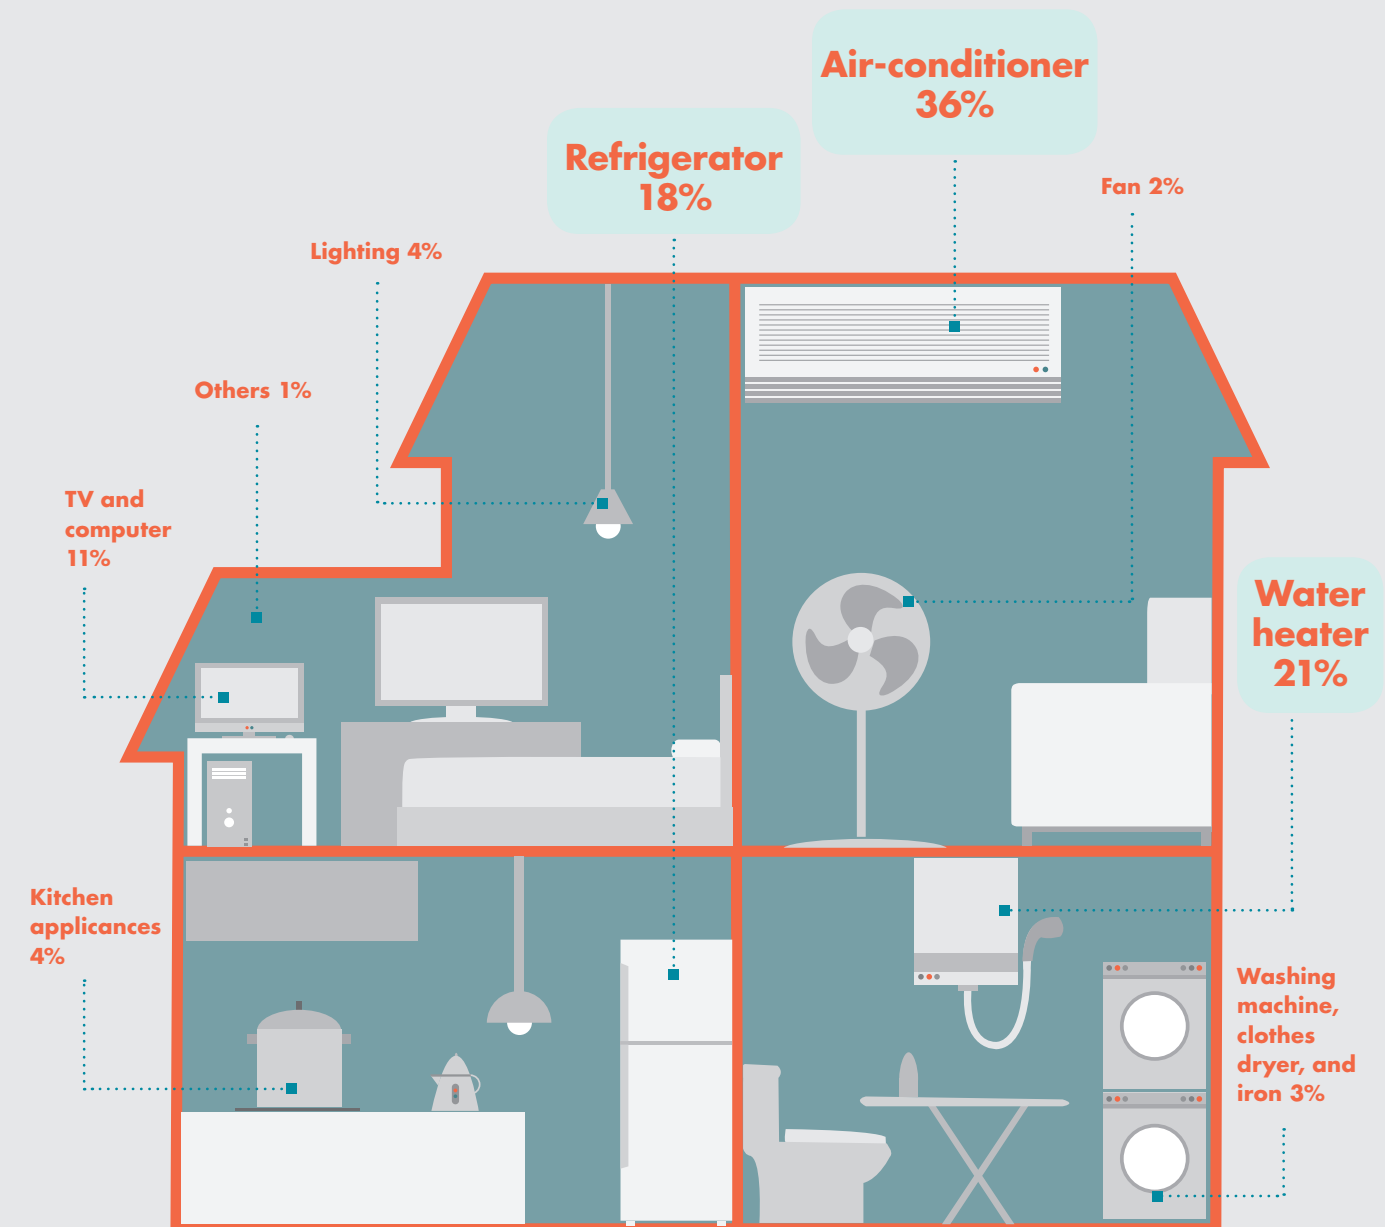 Air-conditioner
36%
Refrigerator
18%
Fan 2%
Lighting 4%
Others 1%
TV and
computer
11%
Water
heater
21%
Kitchen
applicances
4%
Washing
machine,
clothes
dryer, and
iron 3%